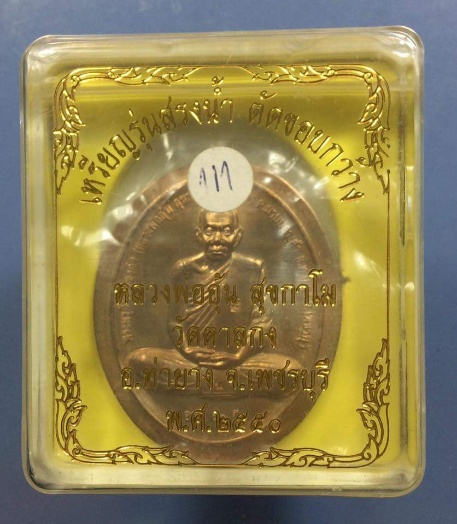 เหรียญรุ่นสรงน้ำ ตัดขอบกว้าง
หลวงพ่ออุ้น สุขกาโม
วัดตาลกง
อ.ท่ายาง จ.เพชรบุรี
พ.ศ.๒๕๕๐